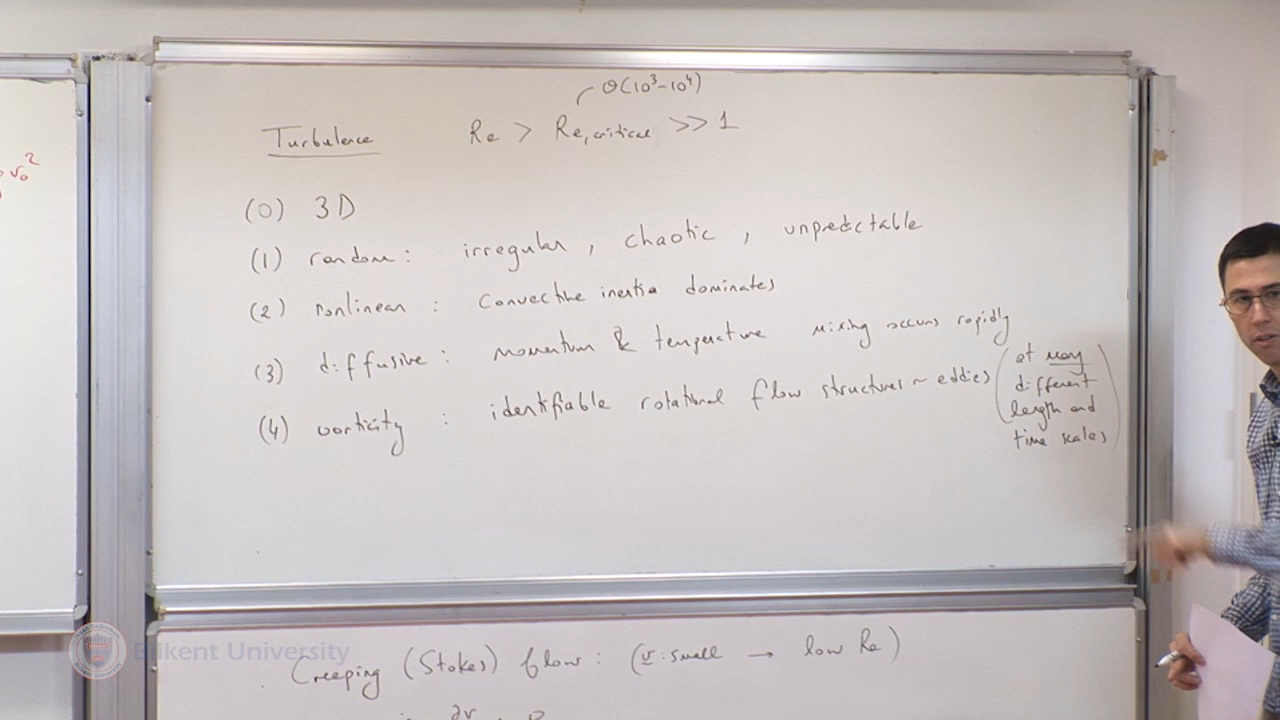 O(10³-10⁴)
Turbulence Re > Re,critical >> 1
(0) 3D
(1) random: irregular, chaotic, unpredictable
(2) nonlinear: convective inertia dominates
(3) diffusive: momentum & temperature mixing occurs rapidly
(4) vorticity: identifiable rotational flow structures ~ eddies (at many different length and time scales)
v₀²
Creeping (Stokes) flow: (v: small → low Re)
∂v
Bilkent University